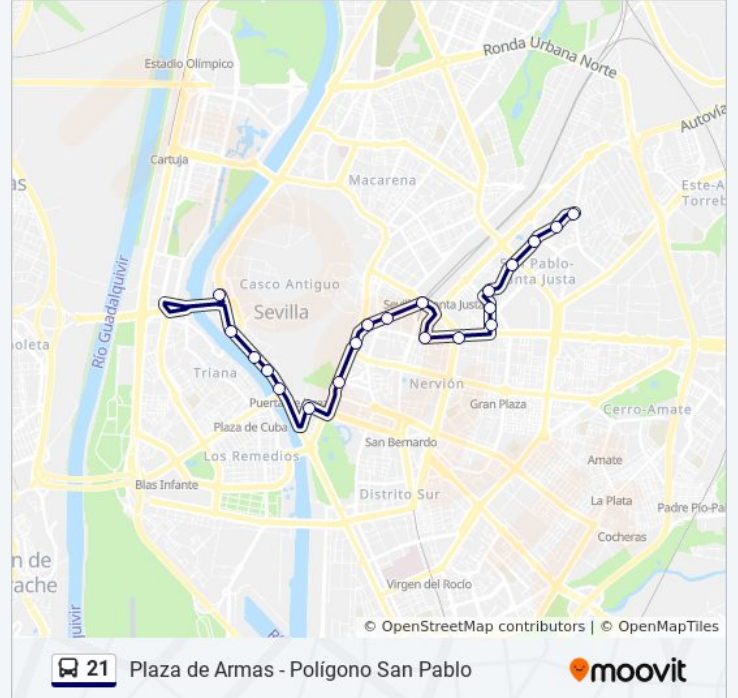 Ronda Urbana Norte
Estadio Olímpico
Autovía
Cartuja
Macarena
Este-A
Torreb
as
San Pablo-
Santa Justa
Casco Antiguo
Sevilla
Río Guadalquivir
oleta
Triana
Nervión
Gran Plaza
Cerro-Amate
Plaza de Cuba
San Bernardo
Los Remedios
Amate
Blas Infante
Distrito Sur
La Plata
Padre Pío-Pa
Cocheras
n de
ache
Virgen del Rocío
quivir
© OpenStreetMap contributors | © OpenMapTiles
21 Plaza de Armas - Polígono San Pablo moovit